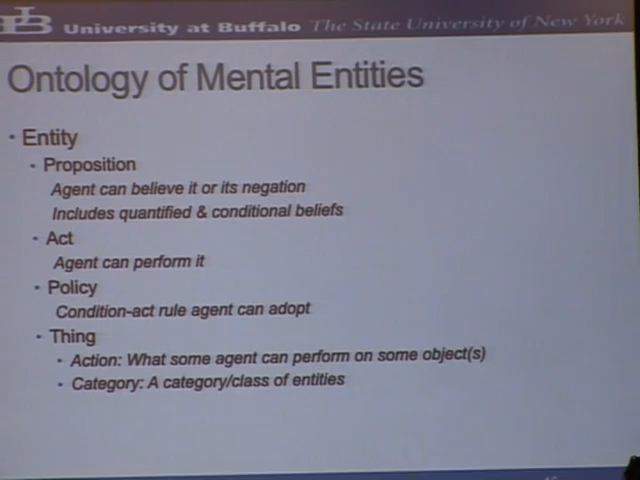 UB University at Buffalo The State University of New York
Ontology of Mental Entities
• Entity
• Proposition
Agent can believe it or its negation
Includes quantified & conditional beliefs
• Act
Agent can perform it
• Policy
Condition-act rule agent can adopt
• Thing
• Action: What some agent can perform on some object(s)
• Category: A category/class of entities